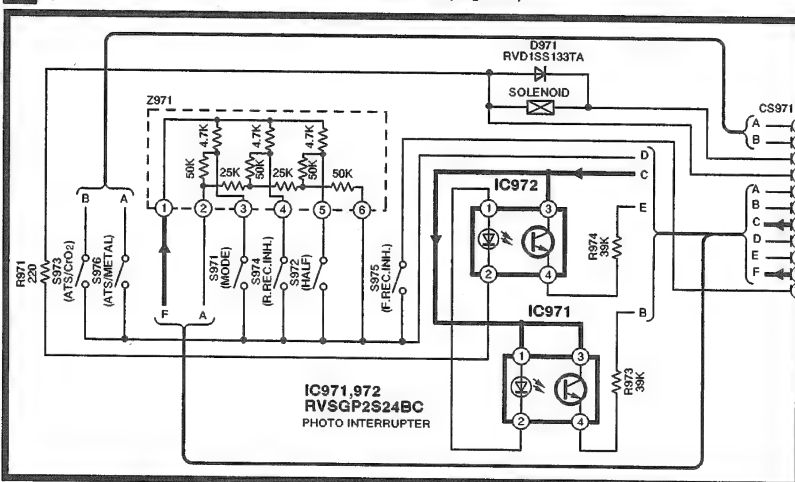 D971
RVD1SS133TA
SOLENOID
CS971
Z971
4.7K
4.7K
4.7K
50K
50K
50K
25K
25K
50K
1
2
3
4
5
6
A
B
A
B
C
D
E
F
D
C
E
B
B
A
R971
220
S973
(ATS/CrO2)
S976
(ATS/METAL)
F
A
S971
(MODE)
S974
(R.REC.INH.)
S972
(HALF)
S975
(F.REC.INH.)
IC972
1
3
2
4
R974
39K
IC971
1
3
2
4
R973
39K
IC971,972
RVSGP2S24BC
PHOTO INTERRUPTER